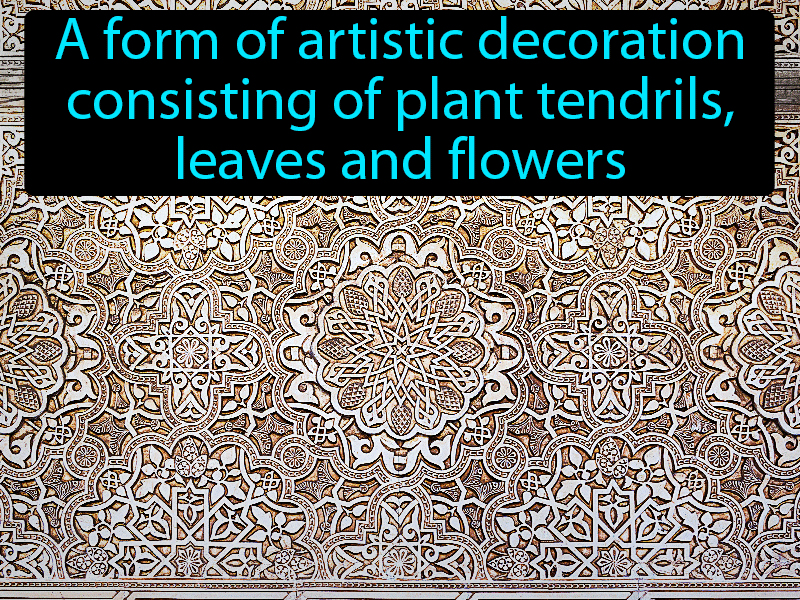 A form of artistic decoration
consisting of plant tendrils,
leaves and flowers